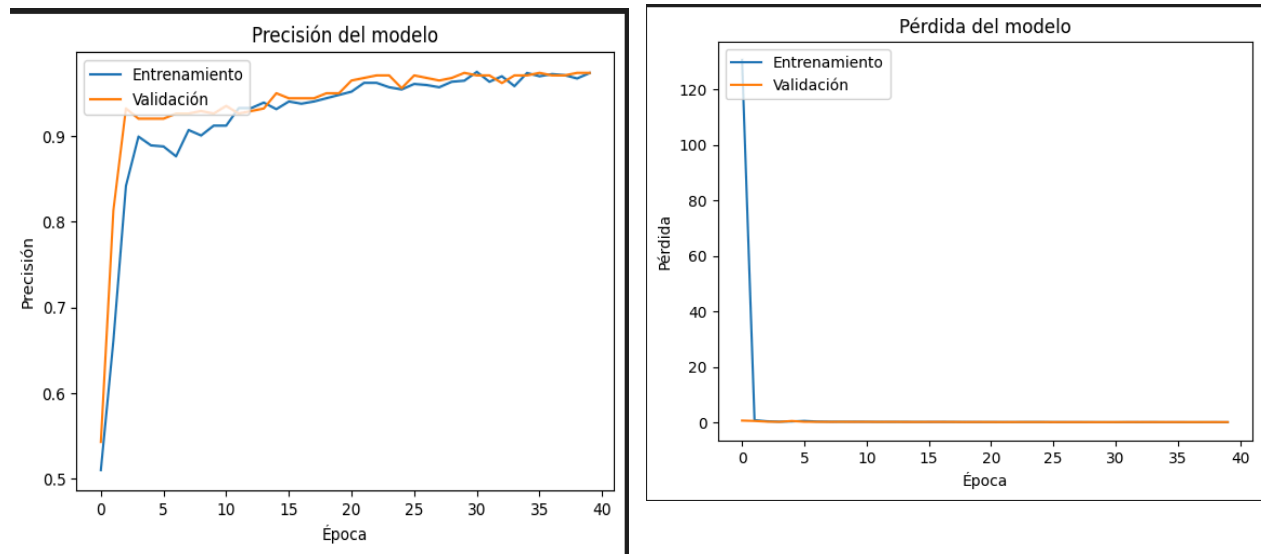 Precisión del modelo
Entrenamiento
Validación
0.9
0.8
0.7
0.6
0.5
Precisión
0 5 10 15 20 25 30 35 40
Época
Pérdida del modelo
Entrenamiento
Validación
120
100
80
60
40
20
0
Pérdida
0 5 10 15 20 25 30 35 40
Época